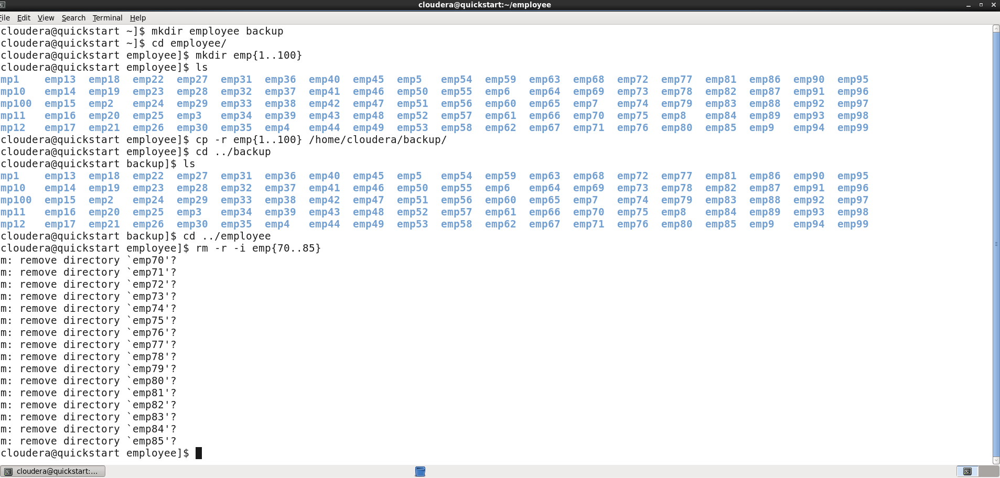 cloudera@quickstart:~/employee
File Edit View Search Terminal Help
cloudera@quickstart ~]$ mkdir employee backup
cloudera@quickstart ~]$ cd employee/
cloudera@quickstart employee]$ mkdir emp{1..100}
cloudera@quickstart employee]$ ls
mp1 emp13 emp18 emp22 emp27 emp31 emp36 emp40 emp45 emp5 emp54 emp59 emp63 emp68 emp72 emp77 emp81 emp86 emp90 emp95
mp10 emp14 emp19 emp23 emp28 emp32 emp37 emp41 emp46 emp50 emp55 emp6 emp64 emp69 emp73 emp78 emp82 emp87 emp91 emp96
mp100 emp15 emp2 emp24 emp29 emp33 emp38 emp42 emp47 emp51 emp56 emp60 emp65 emp7 emp74 emp79 emp83 emp88 emp92 emp97
mp11 emp16 emp20 emp25 emp3 emp34 emp39 emp43 emp48 emp52 emp57 emp61 emp66 emp70 emp75 emp8 emp84 emp89 emp93 emp98
mp12 emp17 emp21 emp26 emp30 emp35 emp4 emp44 emp49 emp53 emp58 emp62 emp67 emp71 emp76 emp80 emp85 emp9 emp94 emp99
cloudera@quickstart employee]$ cp -r emp{1..100} /home/cloudera/backup/
cloudera@quickstart employee]$ cd ../backup
cloudera@quickstart backup]$ ls
mp1 emp13 emp18 emp22 emp27 emp31 emp36 emp40 emp45 emp5 emp54 emp59 emp63 emp68 emp72 emp77 emp81 emp86 emp90 emp95
mp10 emp14 emp19 emp23 emp28 emp32 emp37 emp41 emp46 emp50 emp55 emp6 emp64 emp69 emp73 emp78 emp82 emp87 emp91 emp96
mp100 emp15 emp2 emp24 emp29 emp33 emp38 emp42 emp47 emp51 emp56 emp60 emp65 emp7 emp74 emp79 emp83 emp88 emp92 emp97
mp11 emp16 emp20 emp25 emp3 emp34 emp39 emp43 emp48 emp52 emp57 emp61 emp66 emp70 emp75 emp8 emp84 emp89 emp93 emp98
mp12 emp17 emp21 emp26 emp30 emp35 emp4 emp44 emp49 emp53 emp58 emp62 emp67 emp71 emp76 emp80 emp85 emp9 emp94 emp99
cloudera@quickstart backup]$ cd ../employee
cloudera@quickstart employee]$ rm -r -i emp{70..85}
m: remove directory `emp70'?
m: remove directory `emp71'?
m: remove directory `emp72'?
m: remove directory `emp73'?
m: remove directory `emp74'?
m: remove directory `emp75'?
m: remove directory `emp76'?
m: remove directory `emp77'?
m: remove directory `emp78'?
m: remove directory `emp79'?
m: remove directory `emp80'?
m: remove directory `emp81'?
m: remove directory `emp82'?
m: remove directory `emp83'?
m: remove directory `emp84'?
m: remove directory `emp85'?
cloudera@quickstart employee]$
cloudera@quickstart:...